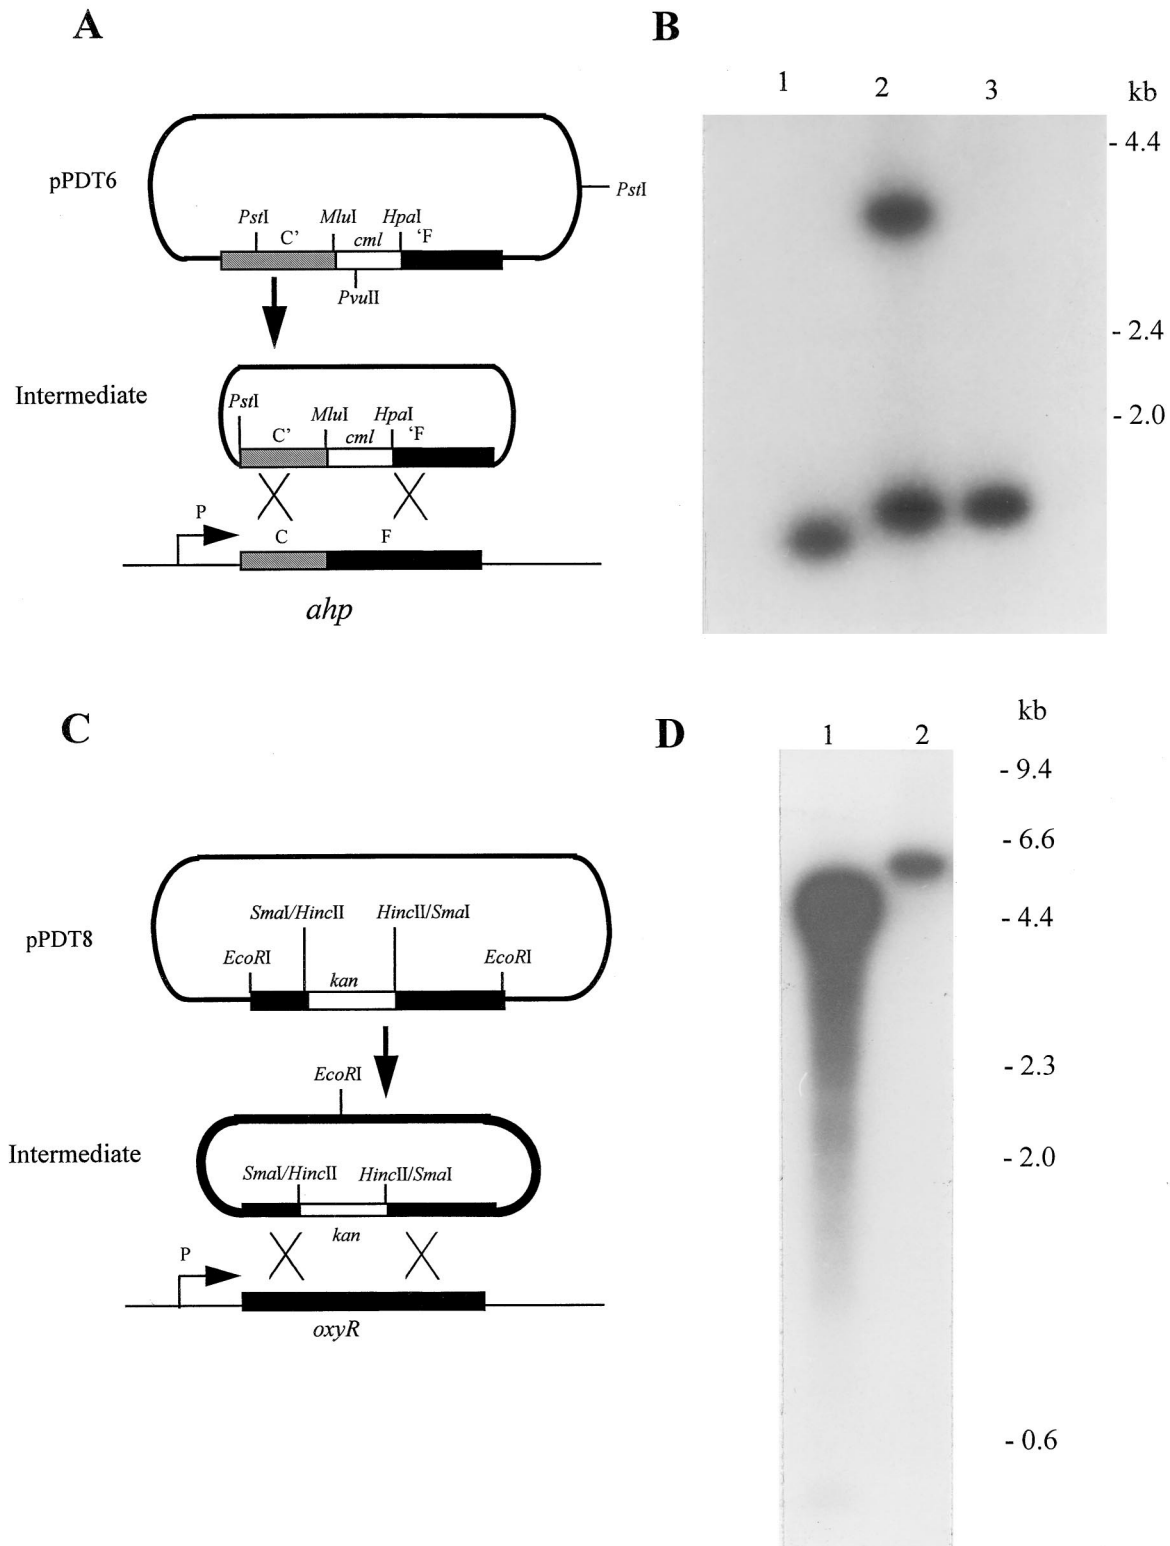 A
pPDT6
PstI
PstI
C’
MluI
cml
HpaI
‘F
PvuII
Intermediate
PstI
C’
MluI
cml
HpaI
‘F
P
C
F
ahp
B
1 2 3
kb
- 4.4
- 2.4
- 2.0
C
pPDT8
SmaI/HincII
HincII/SmaI
EcoRI
kan
EcoRI
EcoRI
Intermediate
SmaI/HincII
HincII/SmaI
kan
P
oxyR
D
1 2
kb
- 9.4
- 6.6
- 4.4
- 2.3
- 2.0
- 0.6